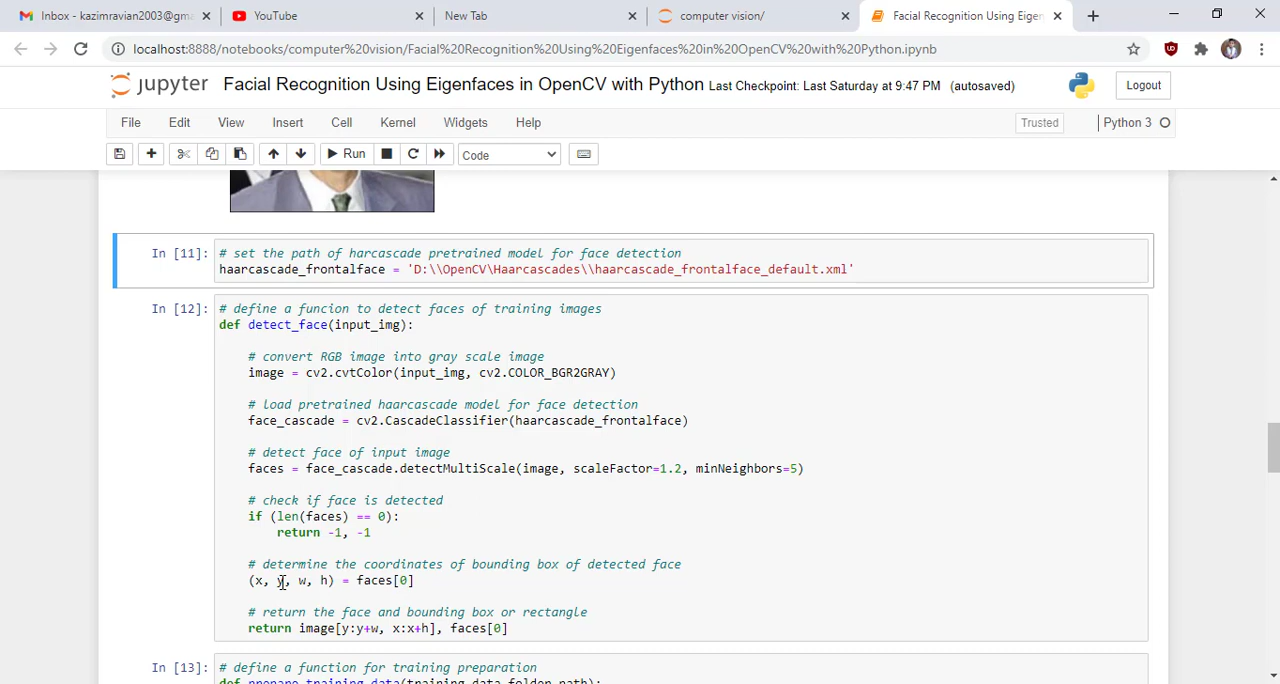 Inbox - kazimravian2003@gma
YouTube
New Tab
computer vision/
Facial Recognition Using Eigen
localhost:8888/notebooks/computer%20vision/Facial%20Recognition%20Using%20Eigenfaces%20in%20OpenCV%20with%20Python.ipynb
jupyter Facial Recognition Using Eigenfaces in OpenCV with Python Last Checkpoint: Last Saturday at 9:47 PM (autosaved) Logout
File Edit View Insert Cell Kernel Widgets Help Trusted Python 3
Run Code
In [11]: # set the path of harcascade pretrained model for face detection
haarcascade_frontalface = 'D:\\OpenCV\Haarcascades\\haarcascade_frontalface_default.xml'
In [12]: # define a funcion to detect faces of training images
def detect_face(input_img):
# convert RGB image into gray scale image
image = cv2.cvtColor(input_img, cv2.COLOR_BGR2GRAY)
# load pretrained haarcascade model for face detection
face_cascade = cv2.CascadeClassifier(haarcascade_frontalface)
# detect face of input image
faces = face_cascade.detectMultiScale(image, scaleFactor=1.2, minNeighbors=5)
# check if face is detected
if (len(faces) == 0):
return -1, -1
# determine the coordinates of bounding box of detected face
(x, y, w, h) = faces[0]
# return the face and bounding box or rectangle
return image[y:y+w, x:x+h], faces[0]
In [13]: # define a function for training preparation
def prepare_training_data(training_data_folder_path):